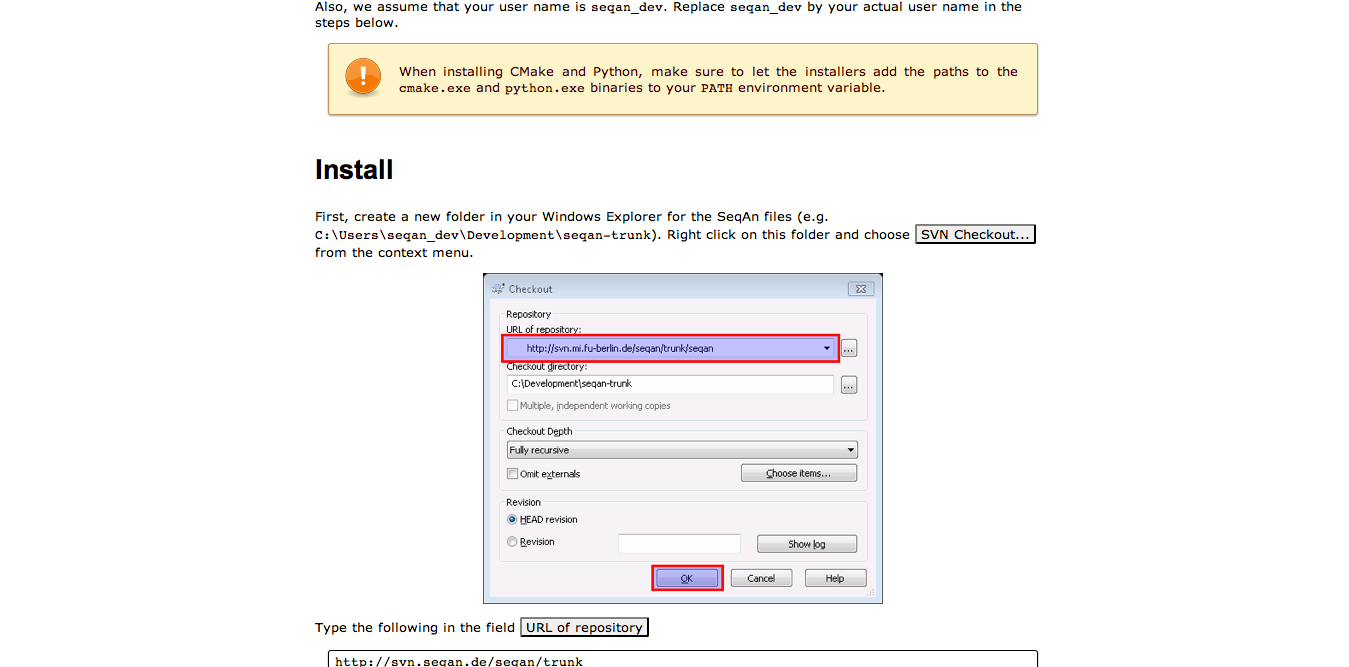 Also, we assume that your user name is seqan_dev. Replace seqan_dev by your actual user name in the
steps below.
When installing CMake and Python, make sure to let the installers add the paths to the
cmake.exe and python.exe binaries to your PATH environment variable.
Install
First, create a new folder in your Windows Explorer for the SeqAn files (e.g.
C:\Users\seqan_dev\Development\seqan-trunk). Right click on this folder and choose SVN Checkout...
from the context menu.
Checkout
Repository
URL of repository:
http://svn.mi.fu-berlin.de/seqan/trunk/seqan
...
Checkout directory:
C:\Development\seqan-trunk
...
Multiple, independent working copies
Checkout Depth
Fully recursive
Omit externals
Choose items...
Revision
HEAD revision
Revision
Show log
OK
Cancel
Help
Type the following in the field URL of repository
http://svn.seqan.de/seqan/trunk